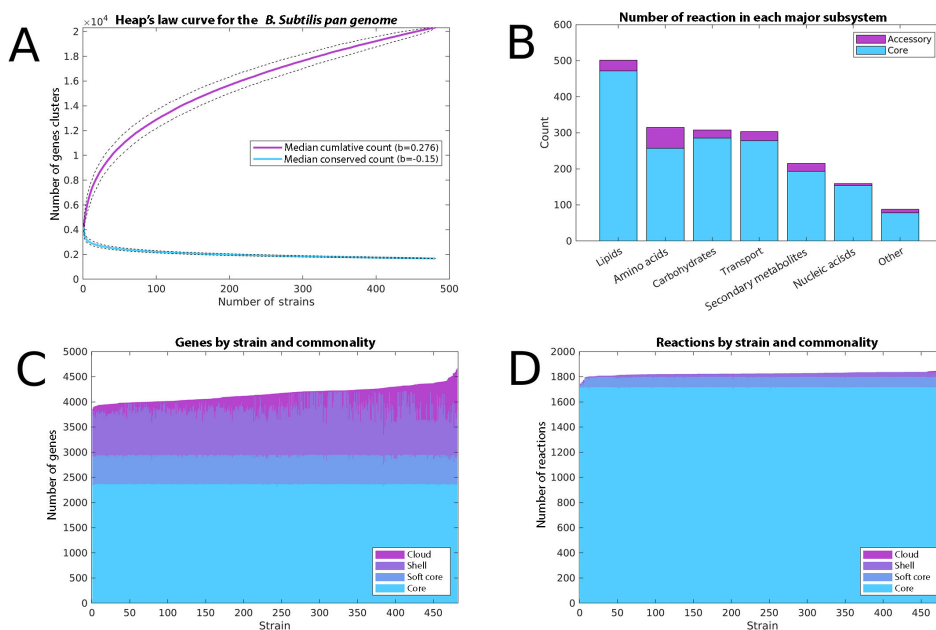 A
Heap's law curve for the B. Subtilis pan genome
×10⁴
2
1.8
1.6
1.4
1.2
1
0.8
0.6
0.4
0.2
0
0
100
200
300
400
500
Number of genes clusters
Number of strains
Median cumlative count (b=0.276)
Median conserved count (b=-0.15)
B
Number of reaction in each major subsystem
600
500
400
300
200
100
0
Count
Accessory
Core
Lipids
Amino acids
Carbohydrates
Transport
Secondary metabolites
Nucleic acisds
Other
C
Genes by strain and commonality
5000
4500
4000
3500
3000
2500
2000
1500
1000
500
0
0
50
100
150
200
250
300
350
400
450
Number of genes
Strain
Cloud
Shell
Soft core
Core
D
Reactions by strain and commonality
2000
1800
1600
1400
1200
1000
800
600
400
200
0
0
50
100
150
200
250
300
350
400
450
Number of reactions
Strain
Cloud
Shell
Soft core
Core